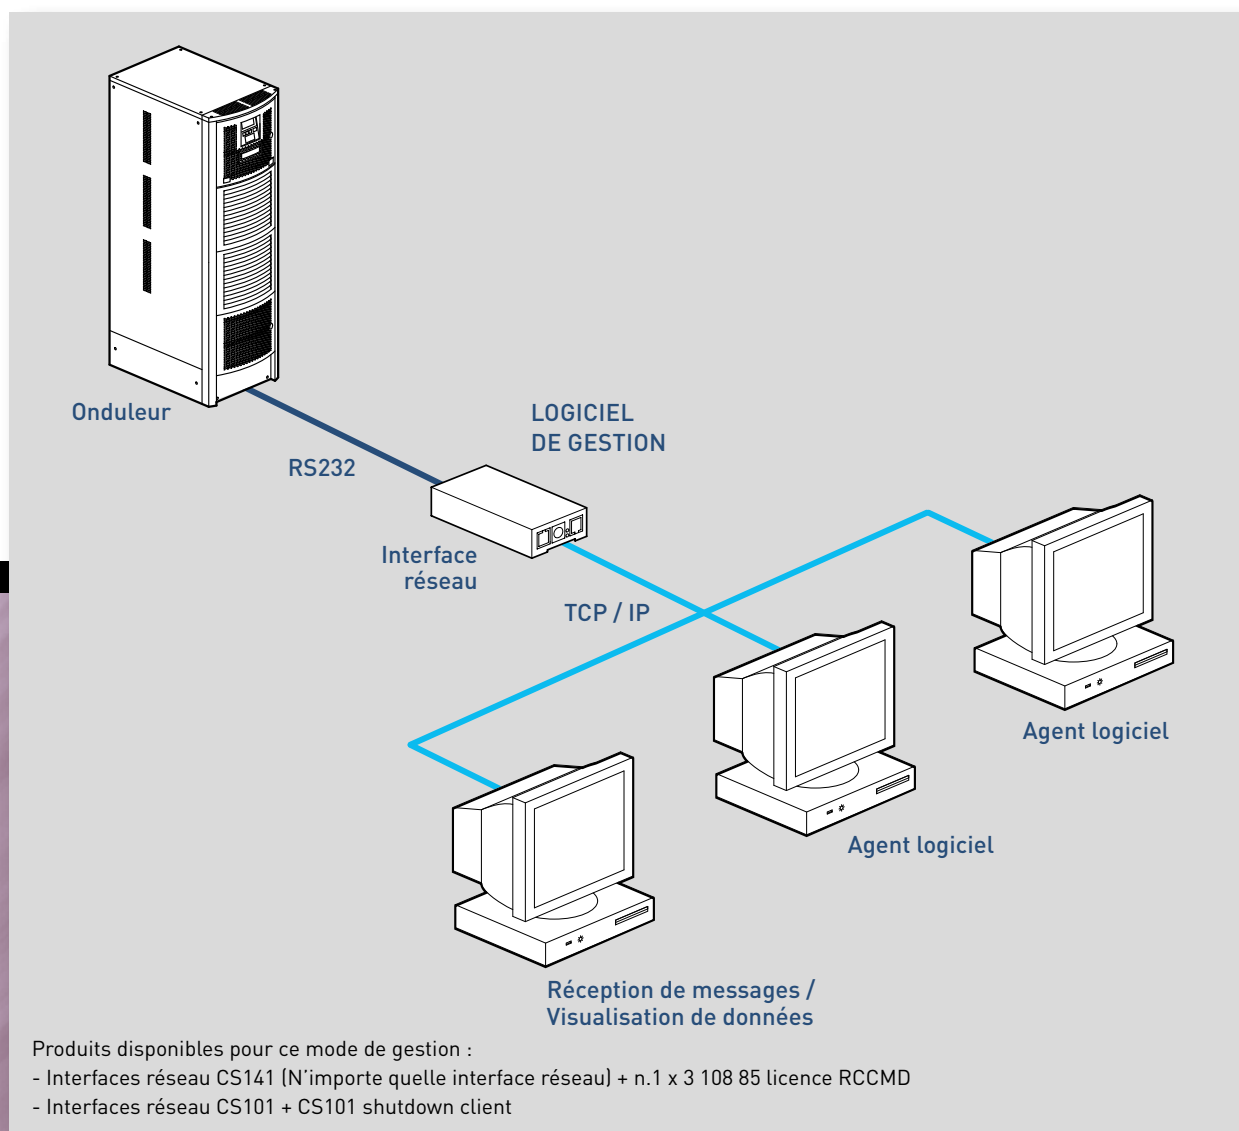 Onduleur
RS232
LOGICIEL
DE GESTION
Interface
réseau
TCP / IP
Agent logiciel
Agent logiciel
Réception de messages /
Visualisation de données
Produits disponibles pour ce mode de gestion :
- Interfaces réseau CS141 (N’importe quelle interface réseau) + n.1 x 3 108 85 licence RCCMD
- Interfaces réseau CS101 + CS101 shutdown client